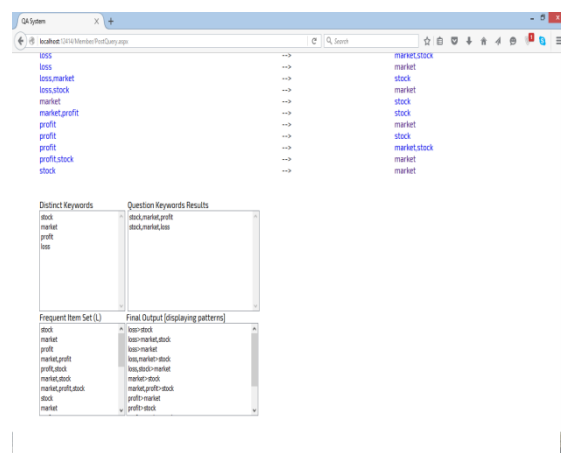 QA System
localhost:12414/Member/PostQuery.aspx
Search
loss --> market,stock
loss --> market
loss,market --> stock
loss,stock --> market
market --> stock
market,profit --> stock
profit --> market
profit --> stock
profit --> market,stock
profit,stock --> market
stock --> market
Distinct Keywords Question Keywords Results
stock stock,market,profit
market stock,market,loss
profit
loss
Frequent Item Set (L) Final Output [displaying patterns]
stock loss>stock
market loss>market,stock
profit loss>market
market,profit loss,market>stock
profit,stock loss,stock>market
market,stock market>stock
market,profit,stock market,profit>stock
stock profit>market
market profit>stock